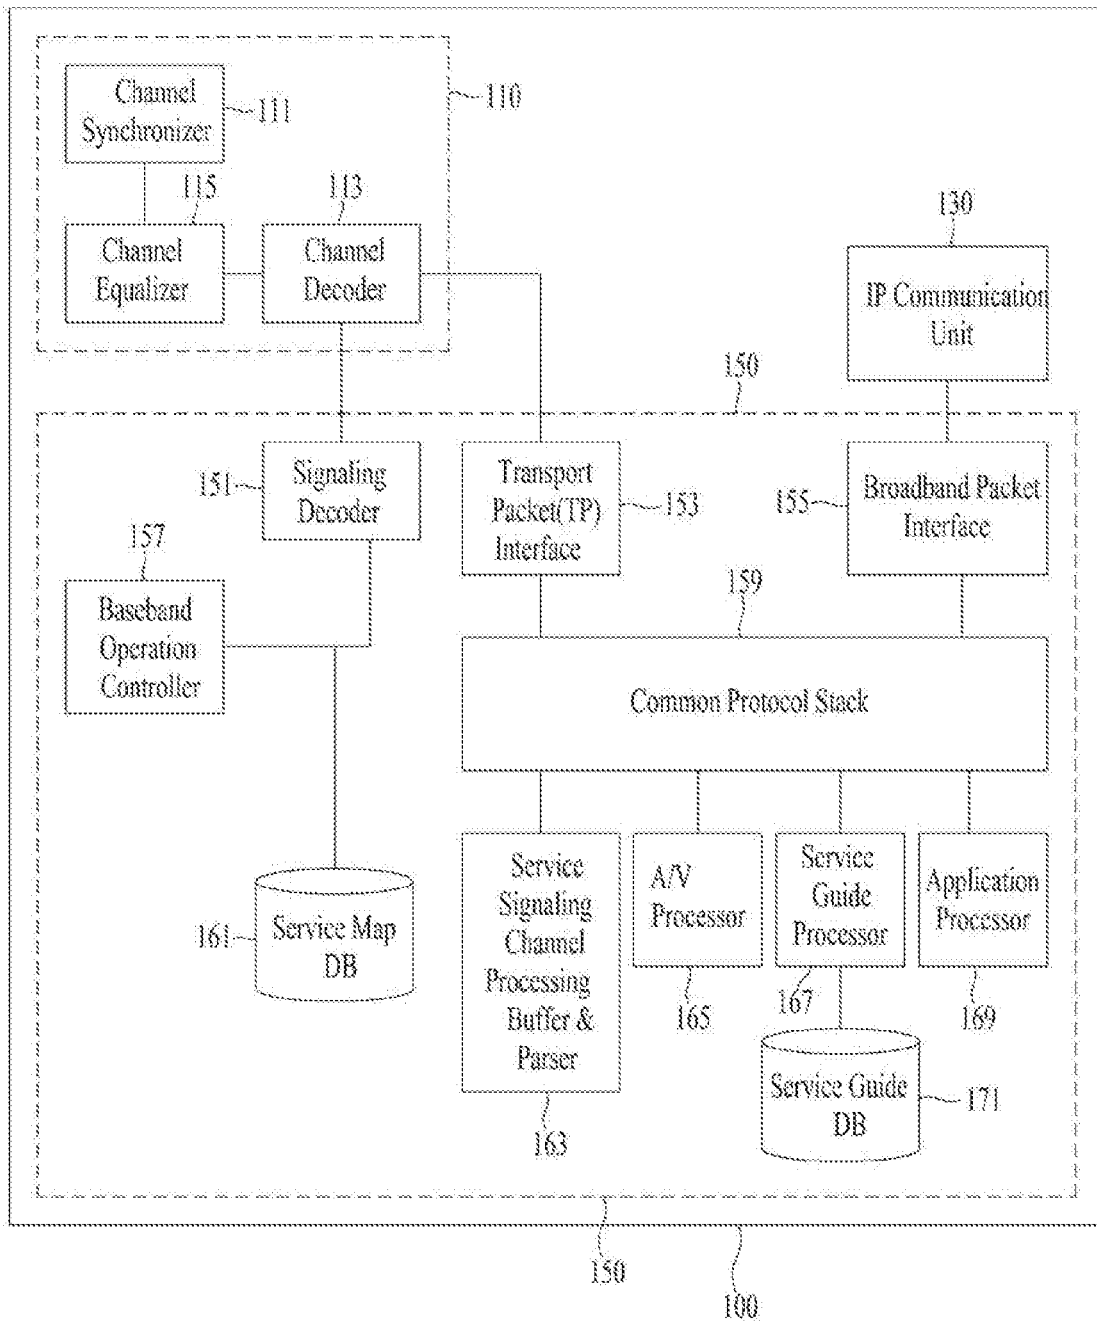 Channel
Synchronizer
111
110
115
113
130
Channel
Equalizer
Channel
Decoder
IP Communication
Unit
150
151
Signaling
Decoder
Transport
Packet(TP)
Interface
153
155
Broadband Packet
Interface
157
Baseband
Operation
Controller
159
Common Protocol Stack
161
Service Map
DB
Service
Signaling
Channel
Processing
Buffer &
Parser
163
A/V
Processor
165
Service
Guide
Processor
167
Application
Processor
169
Service Guide
DB
171
150
100